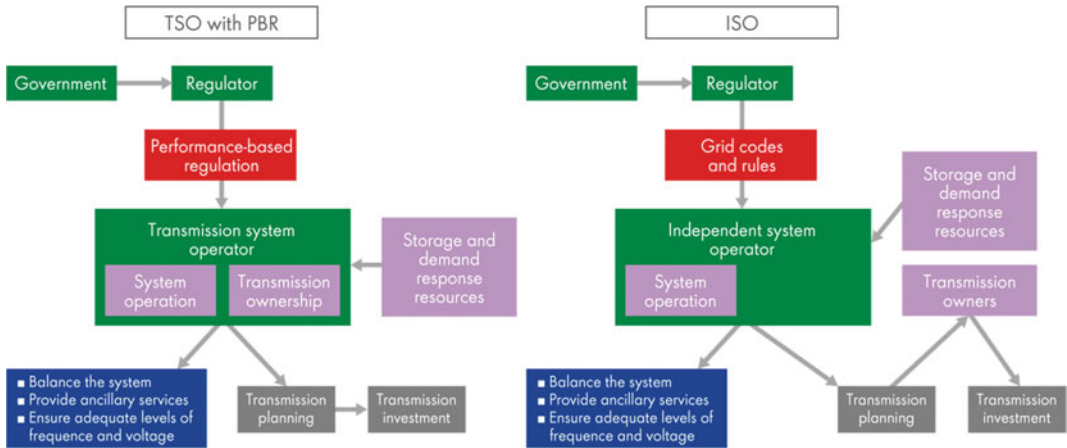 TSO with PBR
Government
Regulator
Performance-based
regulation
Transmission system
operator
System
operation
Transmission
ownership
Storage and
demand
response
resources
▪ Balance the system
▪ Provide ancillary services
▪ Ensure adequate levels of
frequence and voltage
Transmission
planning
Transmission
investment
ISO
Government
Regulator
Grid codes
and rules
Storage and
demand
response
resources
Independent system
operator
System
operation
Transmission
owners
▪ Balance the system
▪ Provide ancillary services
▪ Ensure adequate levels of
frequence and voltage
Transmission
planning
Transmission
investment